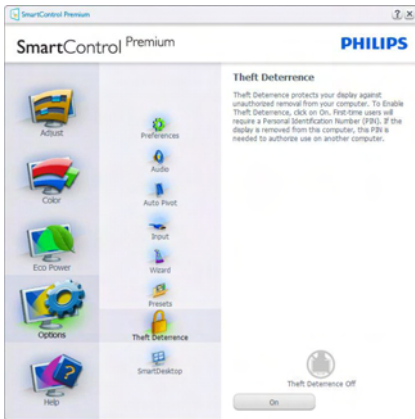 SmartControl Premium
SmartControl Premium
PHILIPS
Adjust
Color
Eco Power
Options
Help
Preferences
Audio
Auto Pivot
Input
Wizard
Presets
Theft Deterrence
SmartDesktop
Theft Deterrence
Theft Deterrence protects your display against
unauthorized removal from your computer. To Enable
Theft Deterrence, click on On. First-time users will
require a Personal Identification Number (PIN). If the
display is removed from this computer, this PIN is
needed to authorize use on another computer.
Theft Deterrence Off
On